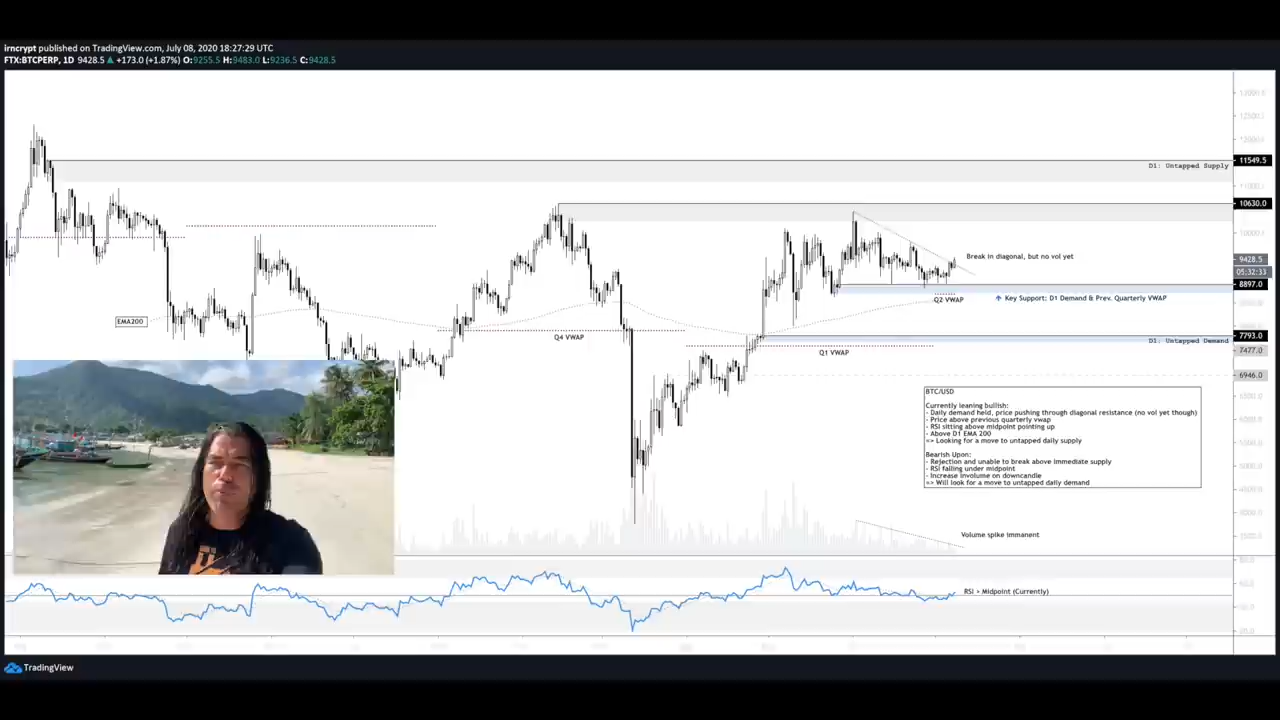 irncrypt published on TradingView.com, July 08, 2020 18:27:29 UTC
FTX:BTCPERP, 1D 9428.5 ▲ +173.0 (+1.87%) O:9255.5 H:9483.0 L:9236.5 C:9428.5
D1: Untapped Supply
11549.5
10630.0
Break in diagonal, but no vol yet
9428.5
05:32:33
8897.0
Q2 VWAP
↑ Key Support: D1 Demand & Prev. Quarterly VWAP
EMA200
Q4 VWAP
7793.0
D1: Untapped Demand
Q1 VWAP
7477.0
6946.0
BTC/USD
Currently leaning bullish:
- Daily demand held, price pushing through diagonal resistance (no vol yet though)
- Price above previous quarterly vwap
- RSI sitting above midpoint pointing up
- Above D1 EMA 200
=> Looking for a move to untapped daily supply
Bearish Upon:
- Rejection and unable to break above immediate supply
- RSI falling under midpoint
- Increase involume on downcandle
=> Will look for a move to untapped daily demand
Volume spike immanent
RSI > Midpoint (Currently)
TradingView